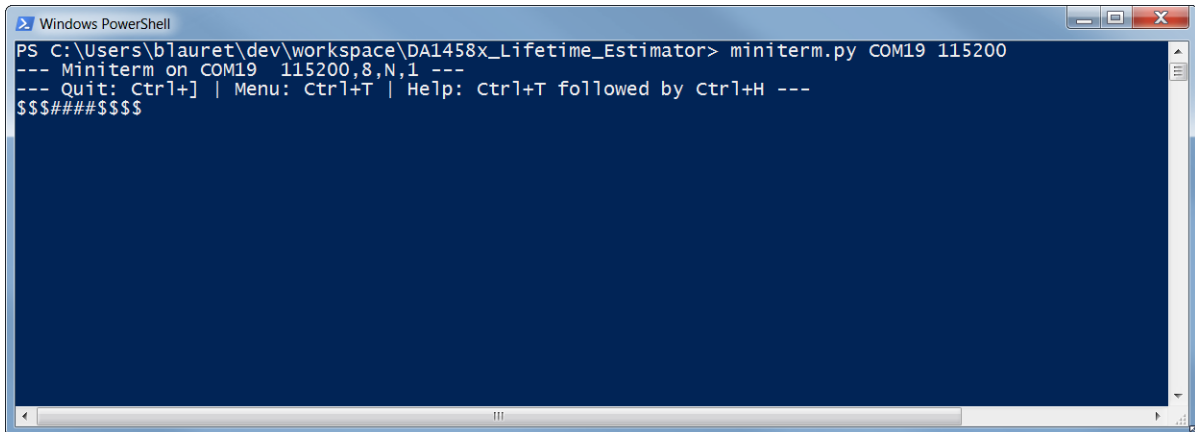 Windows PowerShell
PS C:\Users\blauret\dev\workspace\DA1458x_Lifetime_Estimator> miniterm.py COM19 115200
--- Miniterm on COM19  115200,8,N,1 ---
--- Quit: Ctrl+] | Menu: Ctrl+T | Help: Ctrl+T followed by Ctrl+H ---
$$$####$$$$